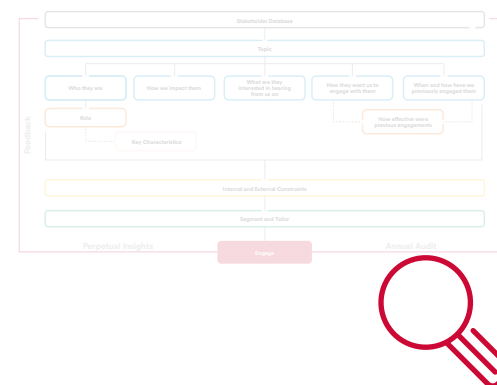 Stakeholder Database
Topic
Who they are
How we impact them
What are they
interested in hearing
from us on
How they want us to
engage with them
When and how have we
previously engaged them
Role
How effective were
previous engagements
Key Characteristics
Feedback
Internal and External Constraints
Segment and Tailor
Perpetual Insights
Engage
Annual Audit